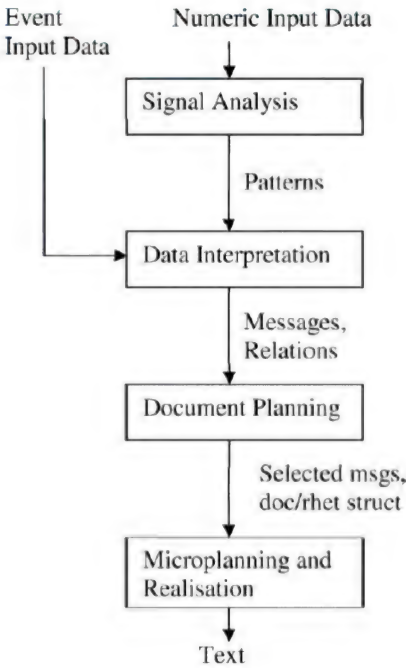 Event
Input Data
Numeric Input Data
Signal Analysis
Patterns
Data Interpretation
Messages,
Relations
Document Planning
Selected msgs,
doc/rhet struct
Microplanning and
Realisation
Text